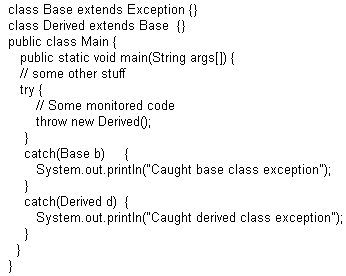 class Base extends Exception {}
class Derived extends Base  {}
public class Main {
   public static void main(String args[]) {
   // some other stuff
   try {
       // Some monitored code
       throw new Derived();
    }
    catch(Base b)     {
       System.out.println("Caught base class exception");
    }
    catch(Derived d)  {
       System.out.println("Caught derived class exception");
    }
  }
}